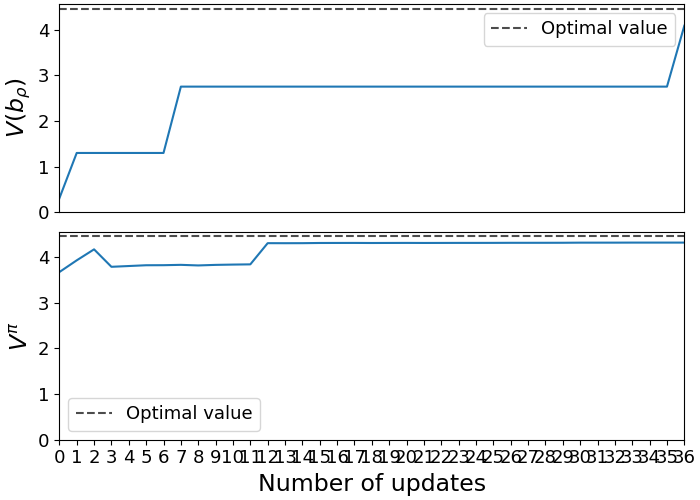 4
3
2
1
0
V(b_ρ)
Optimal value
4
3
2
1
0
V^π
Optimal value
0 1 2 3 4 5 6 7 8 9 10 11 12 13 14 15 16 17 18 19 20 21 22 23 24 25 26 27 28 29 30 31 32 33 34 35 36
Number of updates